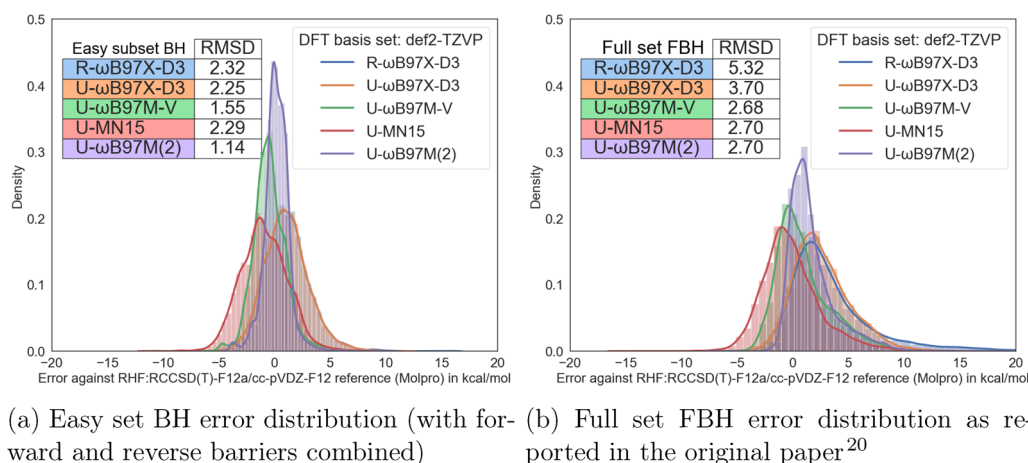 0.5
0.4
0.3
0.2
0.1
0.0
Density
Easy subset BH RMSD
R-ωB97X-D3 2.32
U-ωB97X-D3 2.25
U-ωB97M-V 1.55
U-MN15 2.29
U-ωB97M(2) 1.14
DFT basis set: def2-TZVP
R-ωB97X-D3
U-ωB97X-D3
U-ωB97M-V
U-MN15
U-ωB97M(2)
−20 −15 −10 −5 0 5 10 15 20
Error against RHF:RCCSD(T)-F12a/cc-pVDZ-F12 reference (Molpro) in kcal/mol
(a) Easy set BH error distribution (with for-
ward and reverse barriers combined)
0.5
0.4
0.3
0.2
0.1
0.0
Density
Full set FBH RMSD
R-ωB97X-D3 5.32
U-ωB97X-D3 3.70
U-ωB97M-V 2.68
U-MN15 2.70
U-ωB97M(2) 2.70
DFT basis set: def2-TZVP
R-ωB97X-D3
U-ωB97X-D3
U-ωB97M-V
U-MN15
U-ωB97M(2)
−20 −15 −10 −5 0 5 10 15 20
Error against RHF:RCCSD(T)-F12a/cc-pVDZ-F12 reference (Molpro) in kcal/mol
(b) Full set FBH error distribution as re-
ported in the original paper²⁰